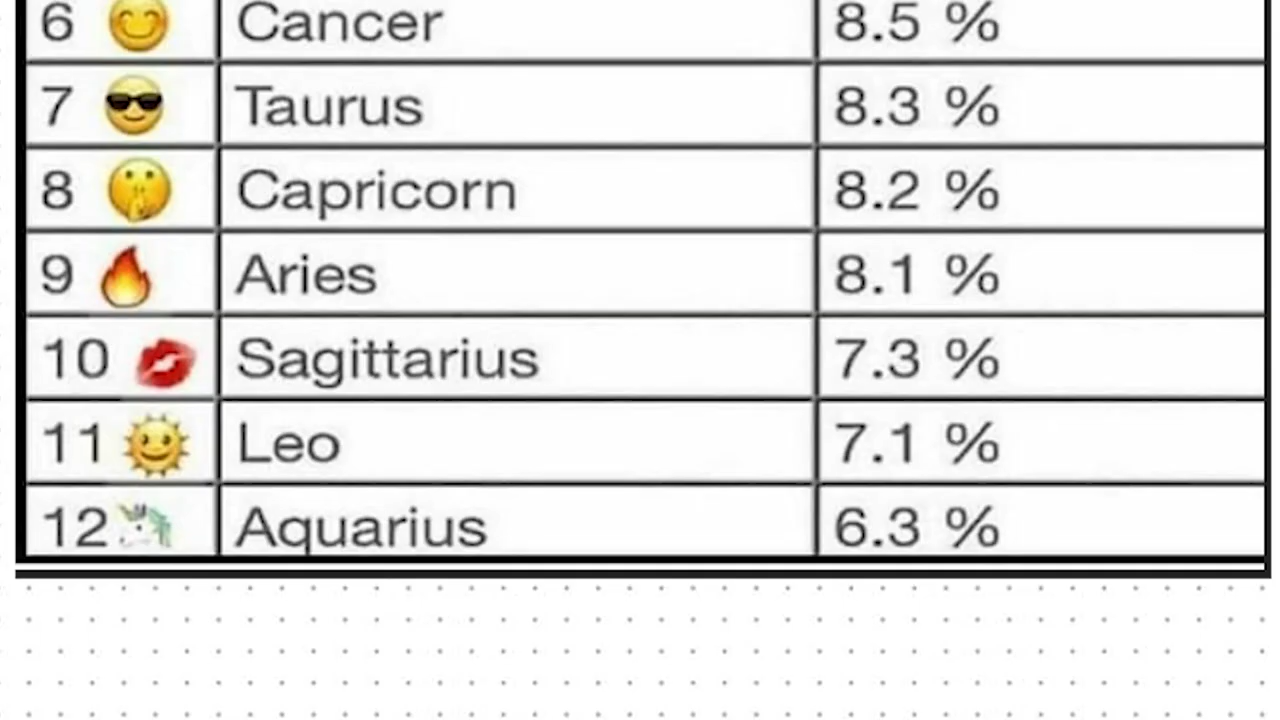 6 😊 Cancer 8.5 %
7 😎 Taurus 8.3 %
8 🤫 Capricorn 8.2 %
9 🔥 Aries 8.1 %
10 💋 Sagittarius 7.3 %
11 🌞 Leo 7.1 %
12 🦄 Aquarius 6.3 %